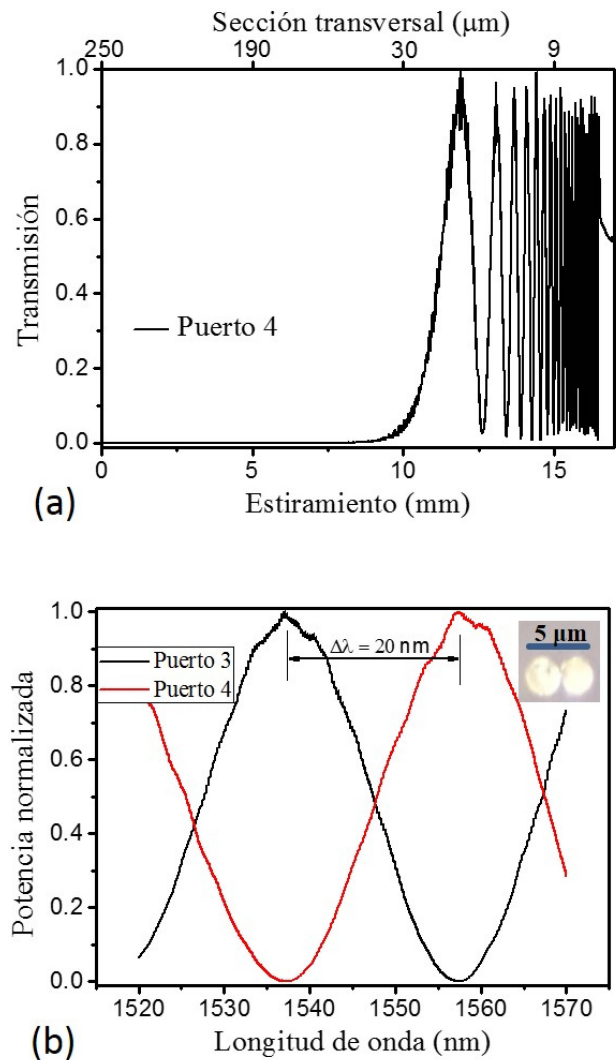 Sección transversal (µm)
250 190 30 9
1.0
0.8
0.6
0.4
0.2
0.0
Transmisión
Puerto 4
0 5 10 15
Estiramiento (mm)
(a)
1.0
0.8
0.6
0.4
0.2
0.0
Potencia normalizada
Puerto 3
Puerto 4
Δλ = 20 nm
5 µm
1520 1530 1540 1550 1560 1570
Longitud de onda (nm)
(b)